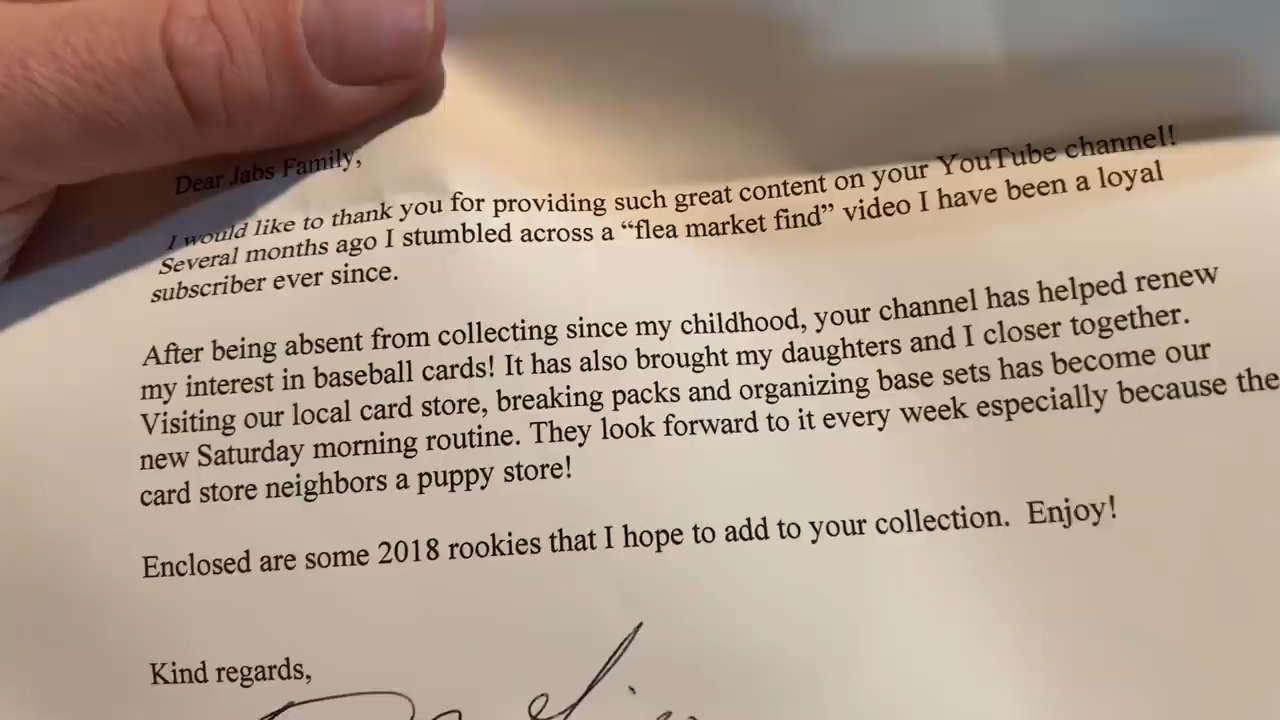 Dear Jabs Family,
I would like to thank you for providing such great content on your YouTube channel!
Several months ago I stumbled across a “flea market find” video I have been a loyal
subscriber ever since.
After being absent from collecting since my childhood, your channel has helped renew
my interest in baseball cards! It has also brought my daughters and I closer together.
Visiting our local card store, breaking packs and organizing base sets has become our
new Saturday morning routine. They look forward to it every week especially because the
card store neighbors a puppy store!
Enclosed are some 2018 rookies that I hope to add to your collection. Enjoy!
Kind regards,